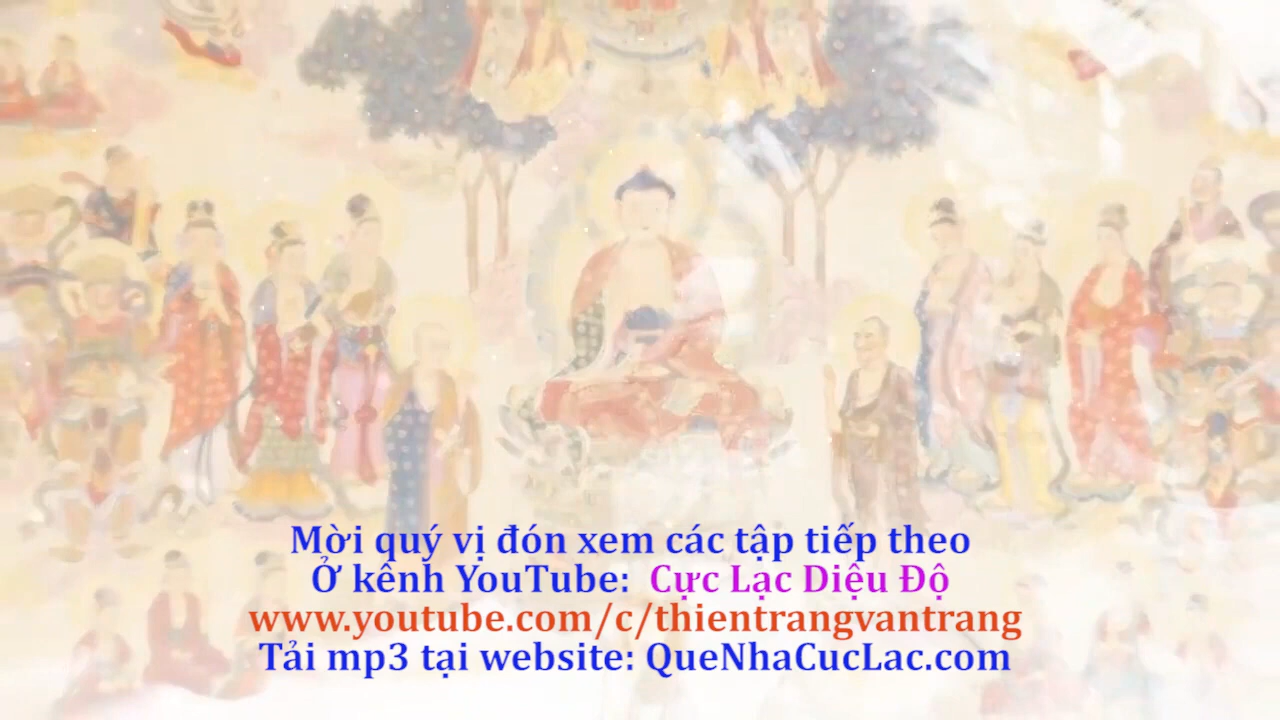 Mời quý vị đón xem các tập tiếp theo
Ở kênh YouTube: Cực Lạc Diệu Độ
www.youtube.com/c/thientrangvantrang
Tải mp3 tại website: QueNhaCucLac.com